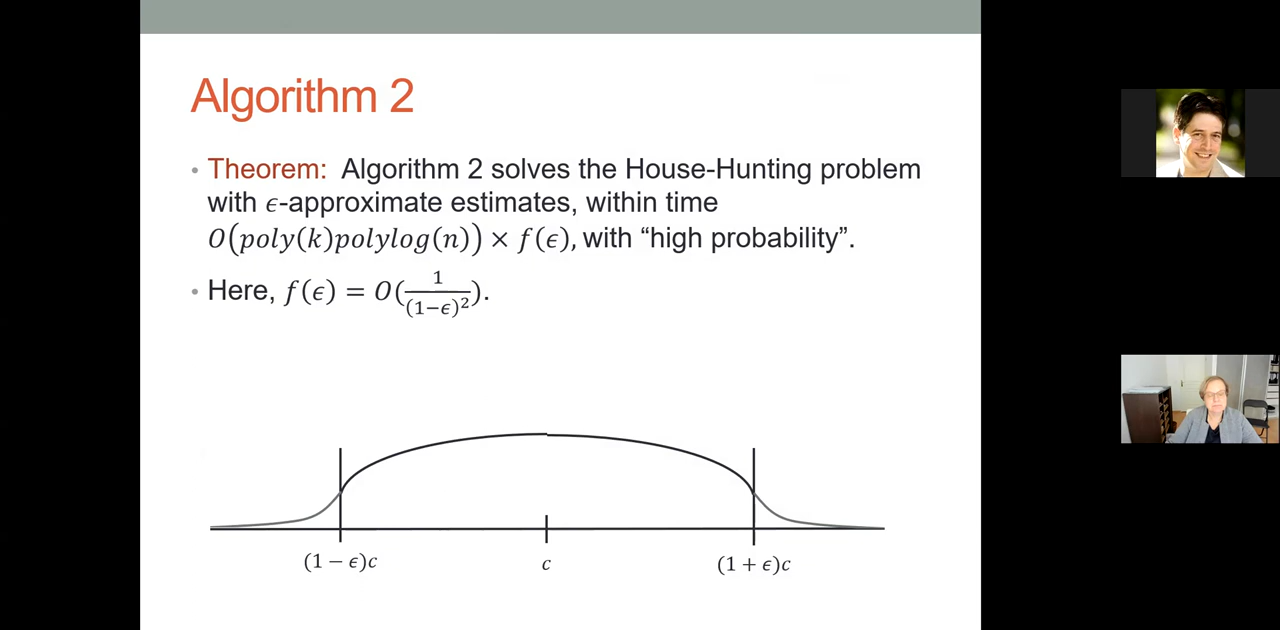 Algorithm 2
• Theorem: Algorithm 2 solves the House-Hunting problem
with ϵ-approximate estimates, within time
O(poly(k)polylog(n)) × f(ϵ), with “high probability”.
• Here, f(ϵ) = O(1/(1−ϵ)²).
(1 − ϵ)c
c
(1 + ϵ)c